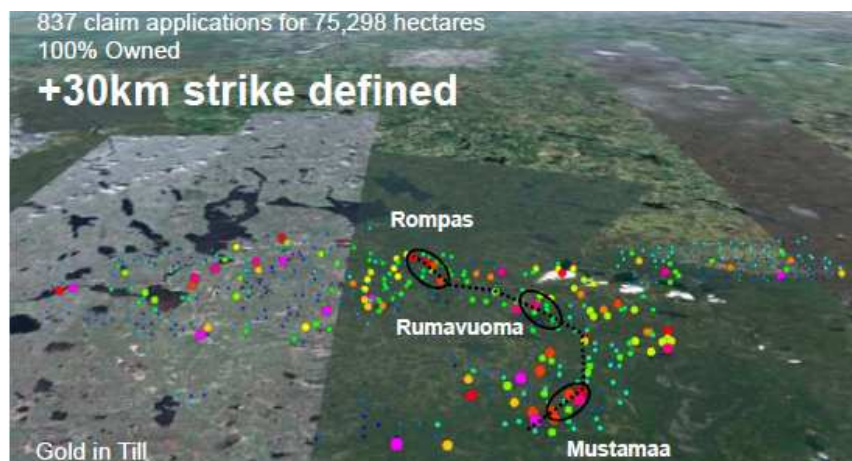 837 claim applications for 75,298 hectares
100% Owned
+30km strike defined
Rompas
Rumavuoma
Mustamaa
Gold in Till